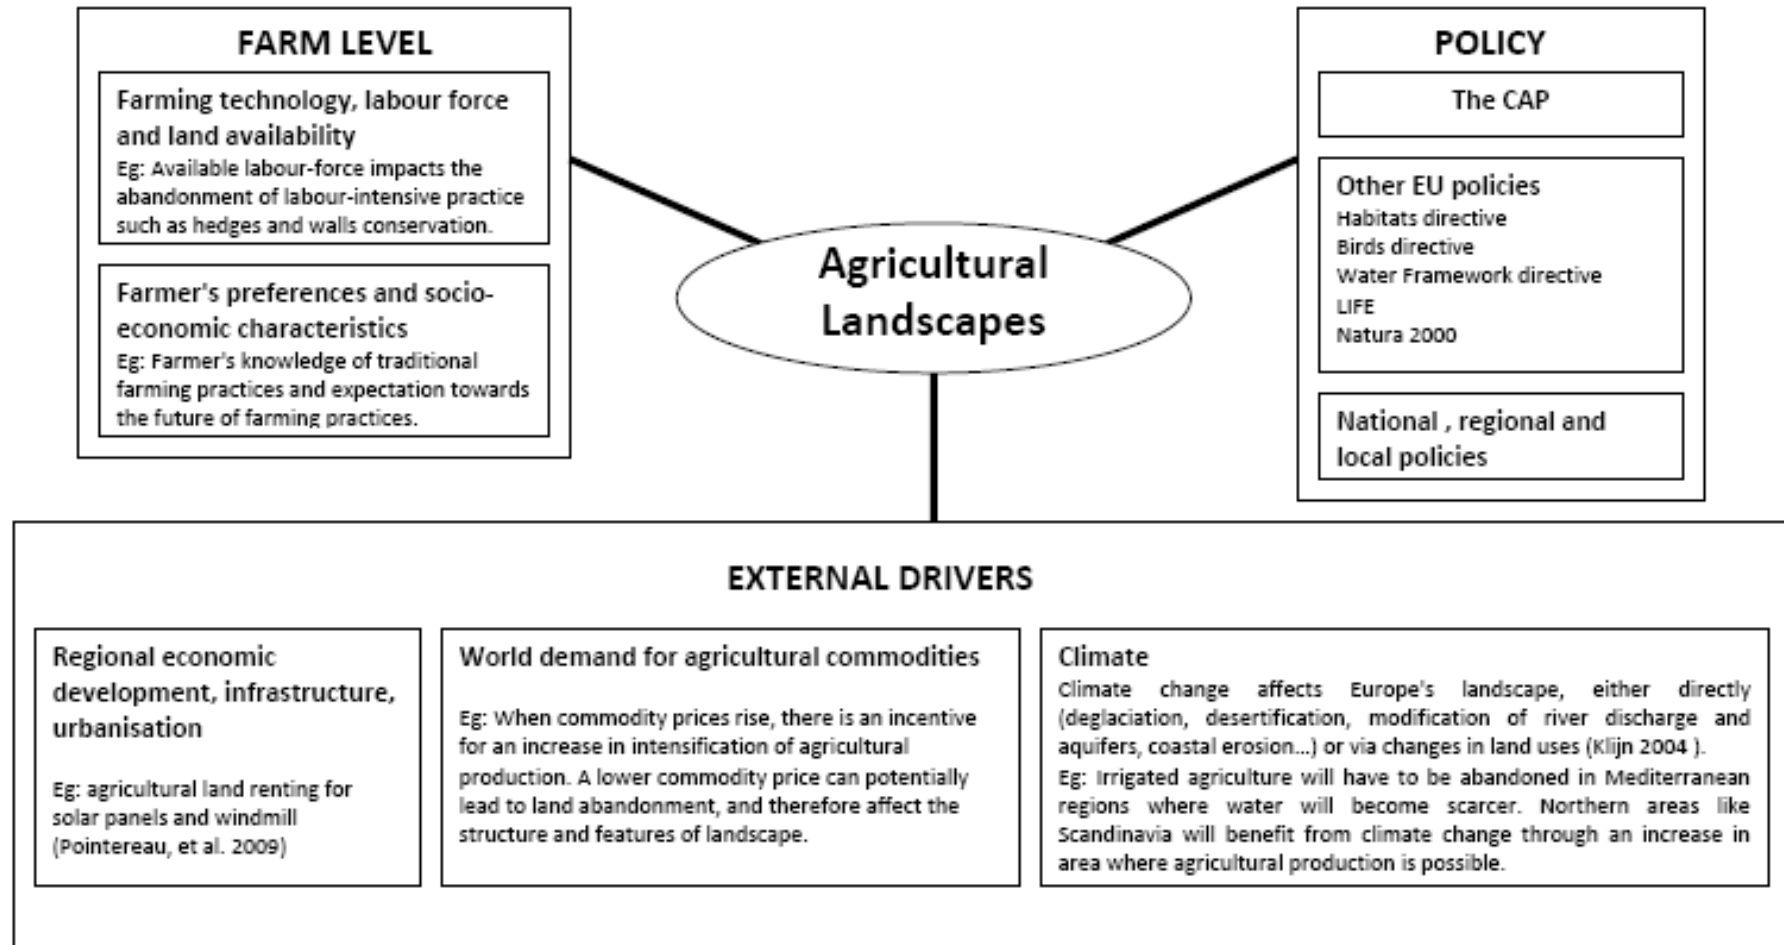 FARM LEVEL
Farming technology, labour force
and land availability
Eg: Available labour-force impacts the
abandonment of labour-intensive practice
such as hedges and walls conservation.
Farmer's preferences and socio-
economic characteristics
Eg: Farmer's knowledge of traditional
farming practices and expectation towards
the future of farming practices.
Agricultural
Landscapes
POLICY
The CAP
Other EU policies
Habitats directive
Birds directive
Water Framework directive
LIFE
Natura 2000
National , regional and
local policies
EXTERNAL DRIVERS
Regional economic
development, infrastructure,
urbanisation
Eg: agricultural land renting for
solar panels and windmill
(Pointereau, et al. 2009)
World demand for agricultural commodities
Eg: When commodity prices rise, there is an incentive
for an increase in intensification of agricultural
production. A lower commodity price can potentially
lead to land abandonment, and therefore affect the
structure and features of landscape.
Climate
Climate change affects Europe's landscape, either directly
(deglaciation, desertification, modification of river discharge and
aquifers, coastal erosion...) or via changes in land uses (Klijn 2004 ).
Eg: Irrigated agriculture will have to be abandoned in Mediterranean
regions where water will become scarcer. Northern areas like
Scandinavia will benefit from climate change through an increase in
area where agricultural production is possible.